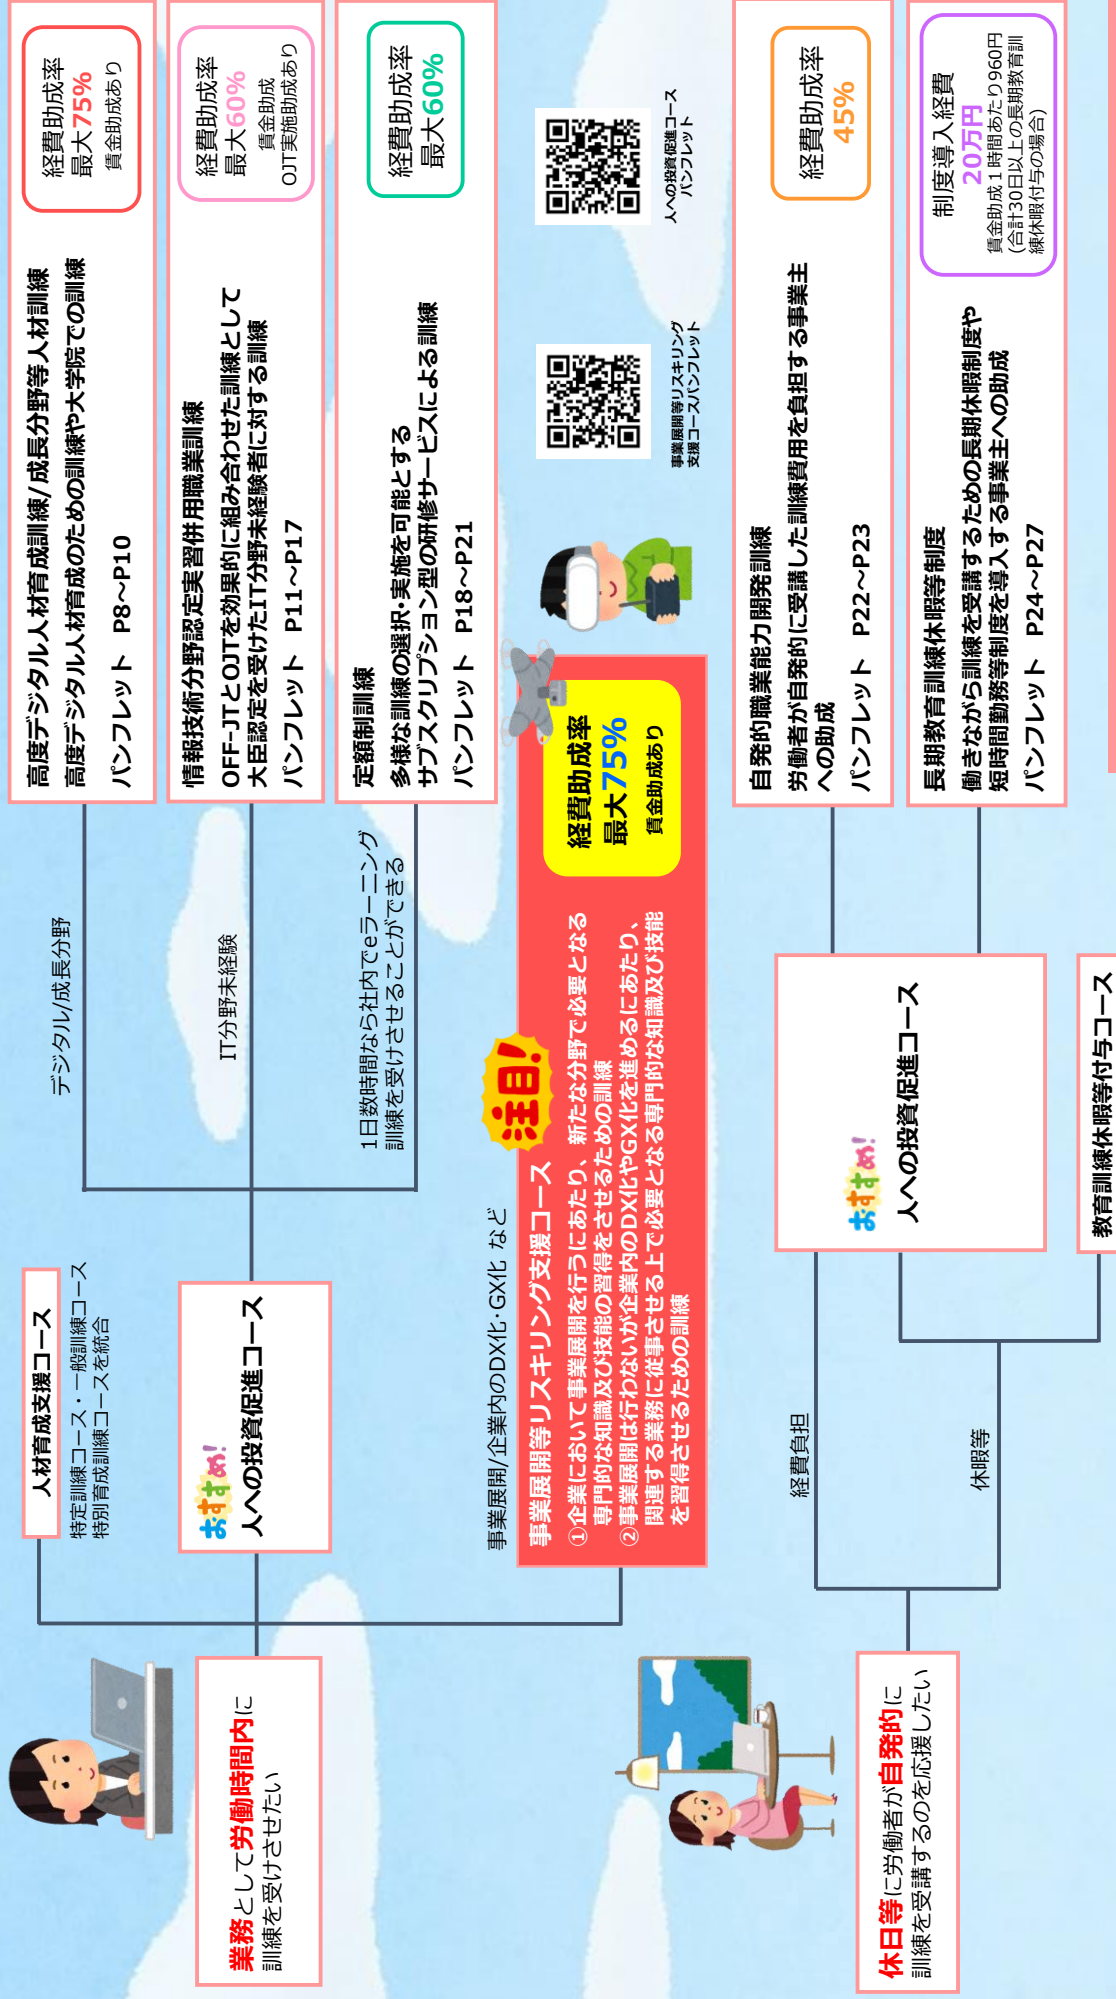 業務として労働時間内に
訓練を受けさせたい
人材育成支援コース
特定訓練コース・一般訓練コース
特別育成訓練コースを統合
おすすめ!
人への投資促進コース
デジタル/成長分野
高度デジタル人材育成訓練/成長分野等人材訓練
高度デジタル人材育成のための訓練や大学院での訓練
パンフレット P8~P10
経費助成率
最大75%
賃金助成あり
IT分野未経験
情報技術分野認定実習併用職業訓練
OFF-JTとOJTを効果的に組み合わせた訓練として
大臣認定を受けたIT分野未経験者に対する訓練
パンフレット P11~P17
経費助成率
最大60%
賃金助成
OJT実施助成あり
1日数時間なら社内でeラーニング
訓練を受けさせることができる
定額制訓練
多様な訓練の選択・実施を可能とする
サブスクリプション型の研修サービスによる訓練
パンフレット P18~P21
経費助成率
最大60%
事業展開/企業内のDX化・GX化 など
注目!
事業展開等リスキリング支援コース
①企業において事業展開を行うにあたり、新たな分野で必要となる
専門的な知識及び技能の習得をさせるための訓練
②事業展開は行わないが企業内のDX化やGX化を進めるにあたり、
関連する業務に従事させる上で必要となる専門的な知識及び技能
を習得させるための訓練
経費助成率
最大75%
賃金助成あり
事業展開等リスキリング
支援コースパンフレット
人への投資促進コース
パンフレット
休日等に労働者が自発的に
訓練を受講するのを応援したい
経費負担
休暇等
おすすめ!
人への投資促進コース
教育訓練休暇等付与コース
自発的職業能力開発訓練
労働者が自発的に受講した訓練費用を負担する事業主
への助成
パンフレット P22~P23
経費助成率
45%
長期教育訓練休暇等制度
働きながら訓練を受講するための長期休暇制度や
短時間勤務等制度を導入する事業主への助成
パンフレット P24~P27
制度導入経費
20万円
賃金助成1時間あたり960円
(合計30日以上の長期教育訓
練休暇付与の場合)